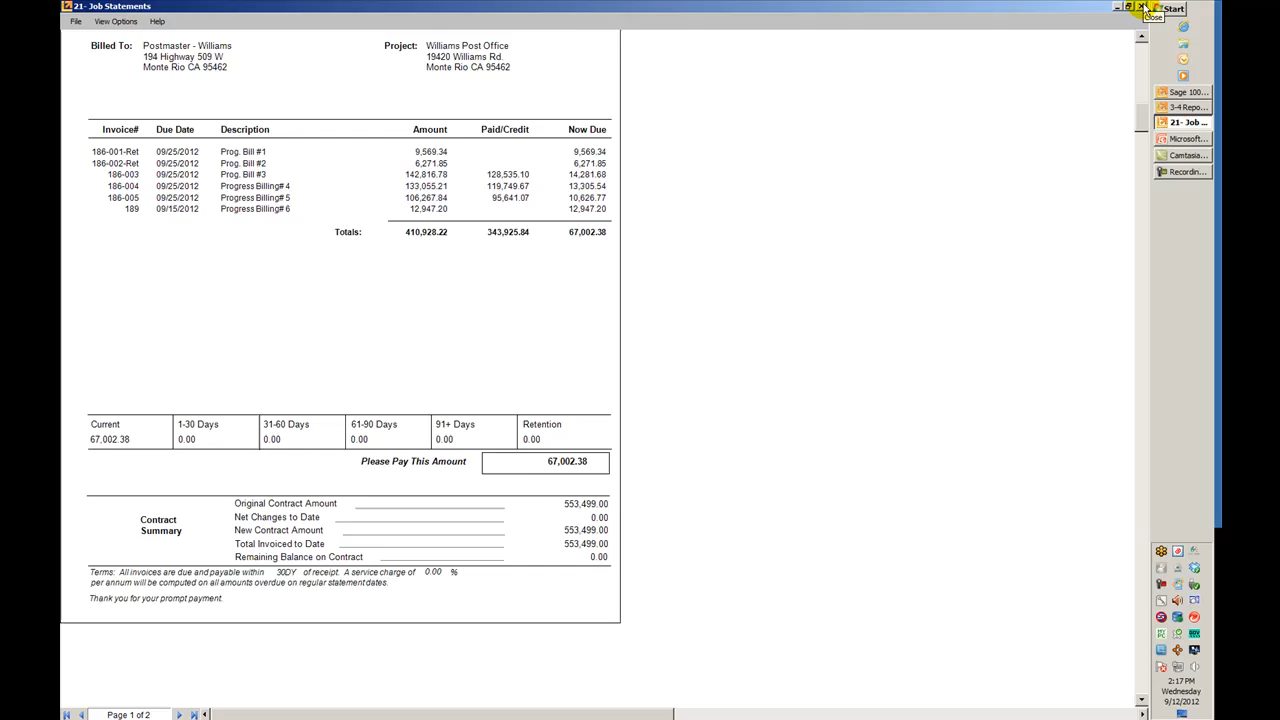 21- Job Statements
Start
File View Options Help
Close
Billed To: Postmaster - Williams Project: Williams Post Office
194 Highway 509 W 19420 Williams Rd.
Monte Rio CA 95462 Monte Rio CA 95462
Sage 100...
3-4 Repo...
21- Job ...
Microsoft...
Camtasia...
Recordin...
Invoice# Due Date Description Amount Paid/Credit Now Due
186-001-Ret 09/25/2012 Prog. Bill #1 9,569.34 9,569.34
186-002-Ret 09/25/2012 Prog. Bill #2 6,271.85 6,271.85
186-003 09/25/2012 Prog. Bill #3 142,816.78 128,535.10 14,281.68
186-004 09/25/2012 Progress Billing# 4 133,055.21 119,749.67 13,305.54
186-005 09/25/2012 Progress Billing# 5 106,267.84 95,641.07 10,626.77
189 09/15/2012 Progress Billing# 6 12,947.20 12,947.20
Totals: 410,928.22 343,925.84 67,002.38
Current 1-30 Days 31-60 Days 61-90 Days 91+ Days Retention
67,002.38 0.00 0.00 0.00 0.00 0.00
Please Pay This Amount 67,002.38
Contract Summary
Original Contract Amount 553,499.00
Net Changes to Date 0.00
New Contract Amount 553,499.00
Total Invoiced to Date 553,499.00
Remaining Balance on Contract 0.00
Terms: All invoices are due and payable within 30DY of receipt. A service charge of 0.00 %
per annum will be computed on all amounts overdue on regular statement dates.
Thank you for your prompt payment.
2:17 PM
Wednesday
9/12/2012
Page 1 of 2